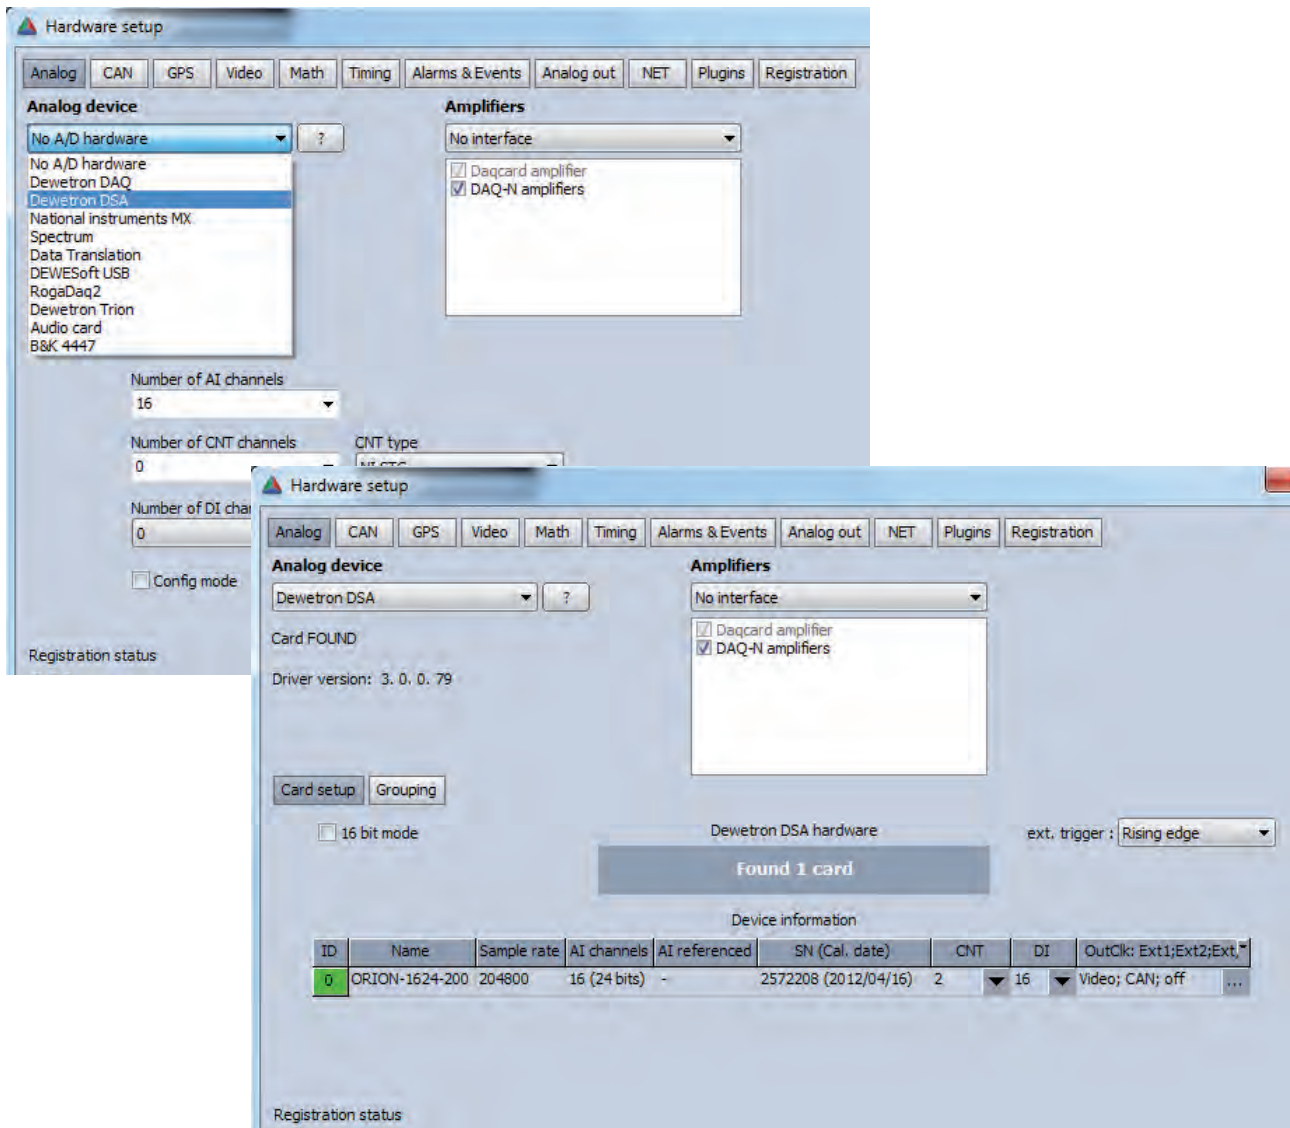 Hardware setup
Analog CAN GPS Video Math Timing Alarms & Events Analog out NET Plugins Registration
Analog device Amplifiers
No A/D hardware ? No interface
No A/D hardware
Dewetron DAQ
Dewetron DSA
National instruments MX
Spectrum
Data Translation
DEWESoft USB
RogaDaq2
Dewetron Trion
Audio card
B&K 4447
Daqcard amplifier
DAQ-N amplifiers
Number of AI channels
16
Number of CNT channels CNT type
0
Number of DI
0
Config mode
Registration status
Hardware setup
Analog CAN GPS Video Math Timing Alarms & Events Analog out NET Plugins Registration
Analog device Amplifiers
Dewetron DSA ? No interface
Card FOUND
Driver version: 3. 0. 0. 79
Daqcard amplifier
DAQ-N amplifiers
Card setup Grouping
16 bit mode Dewetron DSA hardware ext. trigger : Rising edge
Found 1 card
Device information
ID Name Sample rate AI channels AI referenced SN (Cal. date) CNT DI OutClk: Ext1;Ext2;Ext,
0 ORION-1624-200 204800 16 (24 bits) - 2572208 (2012/04/16) 2 16 Video; CAN; off ...
Registration status